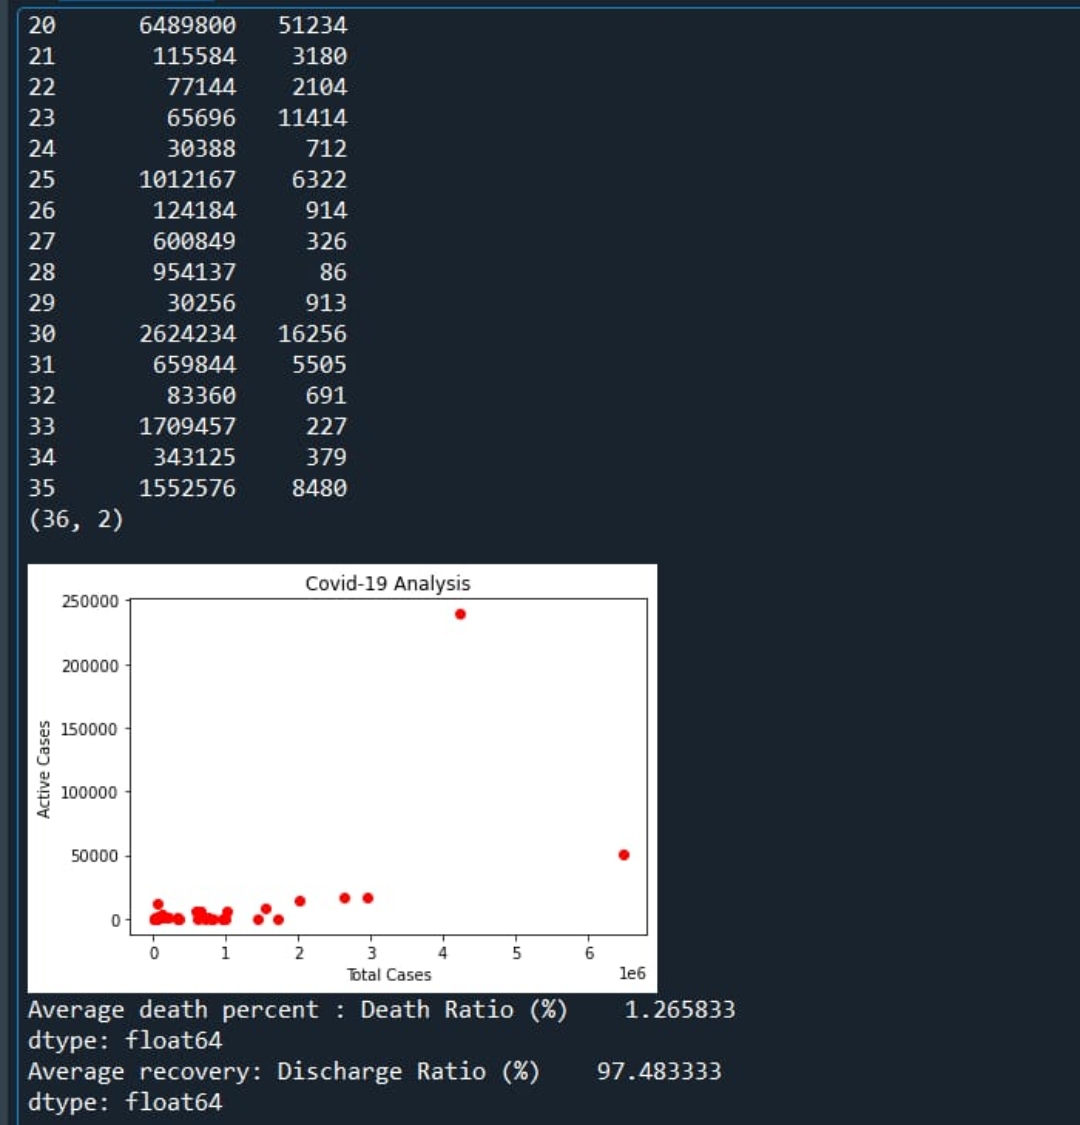 20 6489800 51234
21 115584 3180
22 77144 2104
23 65696 11414
24 30388 712
25 1012167 6322
26 124184 914
27 600849 326
28 954137 86
29 30256 913
30 2624234 16256
31 659844 5505
32 83360 691
33 1709457 227
34 343125 379
35 1552576 8480
(36, 2)
Covid-19 Analysis
250000
200000
150000
100000
50000
0
Active Cases
0 1 2 3 4 5 6
1e6
Total Cases
Average death percent : Death Ratio (%) 1.265833
dtype: float64
Average recovery: Discharge Ratio (%) 97.483333
dtype: float64